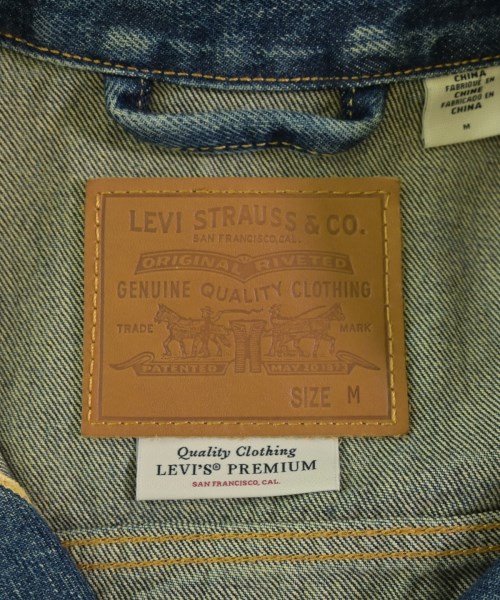 CHINA
FABRIQUÉ EN
CHINE
FABRICADO EN
CHINA
M
LEVI STRAUSS & CO.
SAN FRANCISCO, CAL.
ORIGINAL RIVETED
GENUINE QUALITY CLOTHING
TRADE MARK
PATENTED MAY 20 1873
SIZE M
Quality Clothing
LEVI'S® PREMIUM
SAN FRANCISCO, CAL.